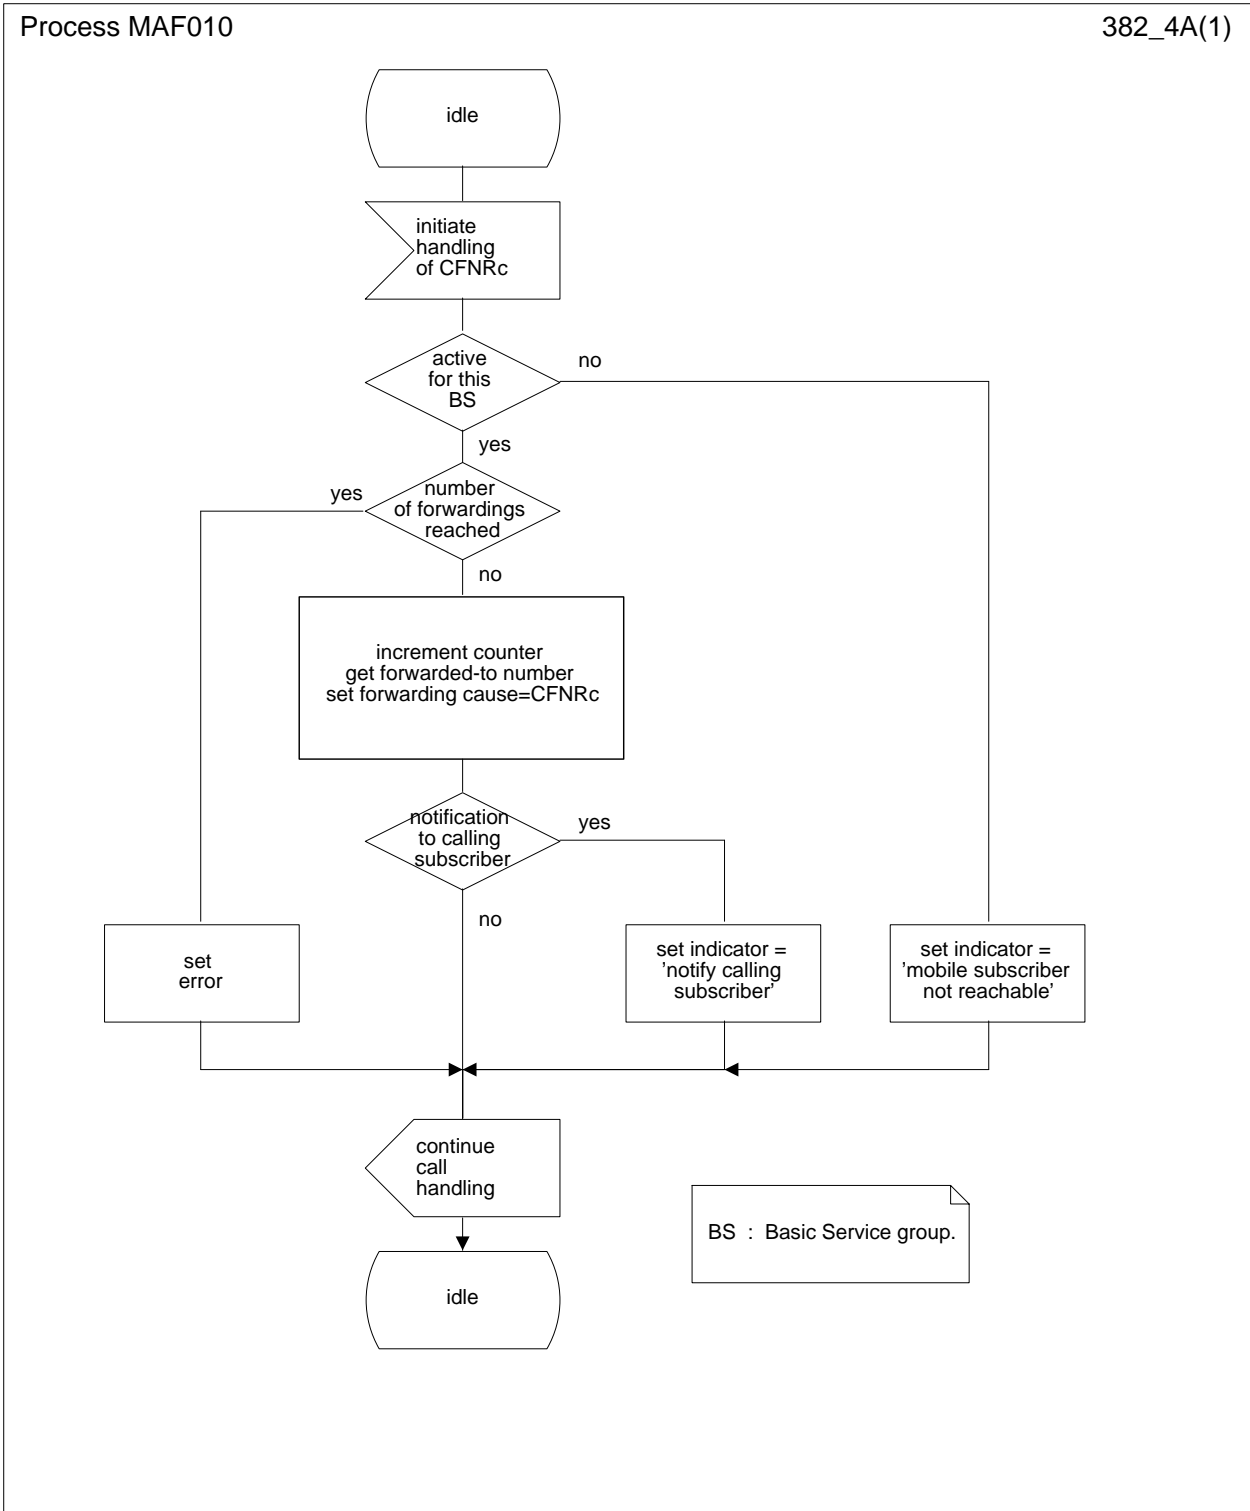 Process MAF010
382_4A(1)
idle
initiate
handling
of CFNRc
active
for this
BS
no
yes
number
of forwardings
reached
yes
no
increment counter
get forwarded-to number
set forwarding cause=CFNRc
notification
to calling
subscriber
yes
no
set
error
set indicator =
'notify calling
subscriber'
set indicator =
'mobile subscriber
not reachable'
continue
call
handling
BS : Basic Service group.
idle